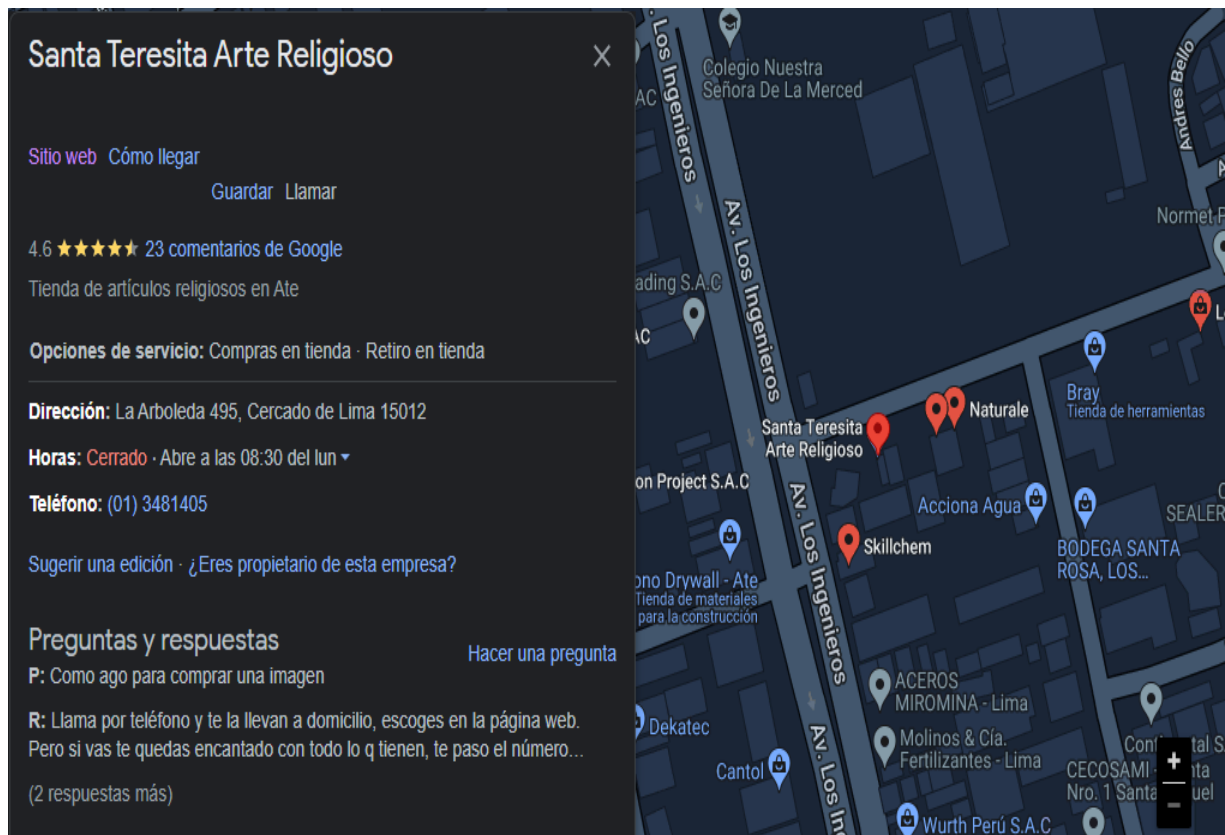 Santa Teresita Arte Religioso
Sitio web Cómo llegar
Guardar Llamar
4.6 23 comentarios de Google
Tienda de artículos religiosos en Ate
Opciones de servicio: Compras en tienda · Retiro en tienda
Dirección: La Arboleda 495, Cercado de Lima 15012
Horas: Cerrado · Abre a las 08:30 del lun
Teléfono: (01) 3481405
Sugerir una edición · ¿Eres propietario de esta empresa?
Preguntas y respuestas
Hacer una pregunta
P: Como ago para comprar una imagen
R: Llama por teléfono y te la llevan a domicilio, escoges en la página web.
Pero si vas te quedas encantado con todo lo q tienen, te paso el número...
(2 respuestas más)
Los Ingenieros
Colegio Nuestra
Señora De La Merced
AC
Andres Bello
Av. Los Ingenieros
Normet
ading S.A.C
AC
Bray
Tienda de herramientas
Naturale
Santa Teresita
Arte Religioso
on Project S.A.C
Av. Los Ingenieros
Acciona Agua
SEALER
Skillchem
BODEGA SANTA
ROSA, LOS...
ono Drywall - Ate
Tienda de materiales
para la construcción
ACEROS
MIROMINA - Lima
Dekatec
Molinos & Cía.
Fertilizantes - Lima
Cantol
Av. Los
CECOSAMI
Nro. 1 Santa
Wurth Perú S.A.C
+
−